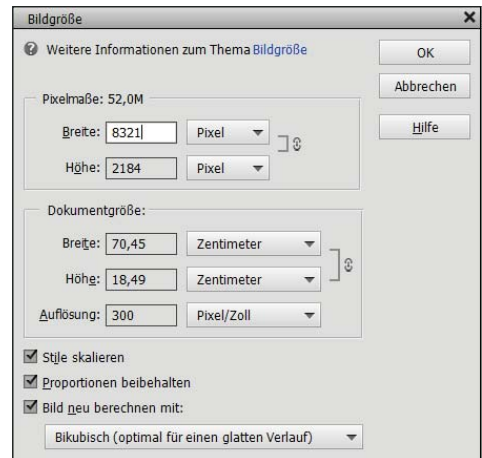 Bildgröße
Weitere Informationen zum Thema Bildgröße
OK
Abbrechen
Hilfe
Pixelmaße: 52,0M
Breite: 8321 Pixel
Höhe: 2184 Pixel
Dokumentgröße:
Breite: 70,45 Zentimeter
Höhe: 18,49 Zentimeter
Auflösung: 300 Pixel/Zoll
Stile skalieren
Proportionen beibehalten
Bild neu berechnen mit:
Bikubisch (optimal für einen glatten Verlauf)